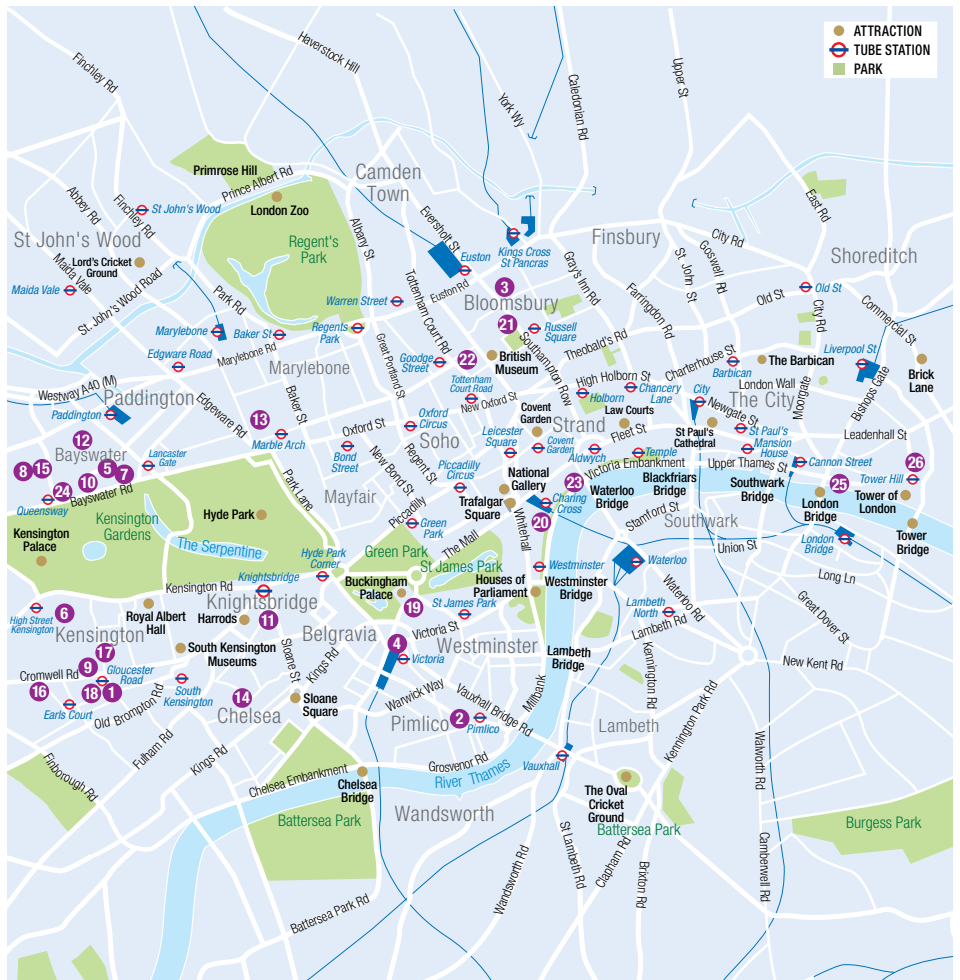 ATTRACTION
TUBE STATION
PARK
Finchley Rd
Haverstock Hill
York Wy
Caledonian Rd
Upper St
Primrose Hill
Prince Albert Rd
Camden
Town
East Rd
Abbey Rd
Finchley Rd
St John's Wood
London Zoo
Albany St
Eversholt St
Kings Cross
St Pancras
Finsbury
City Rd
St John's Wood
Lord's Cricket
Ground
Regent's
Park
Euston
Gray's Inn Rd
St. John St
Goswell Rd
Shoreditch
Maida Vale
Maida Vale
St. John's Wood Road
Park Rd
Warren Street
Tottenham Court Rd
Euston Rd
3
Bloomsbury
21
Farringdon Rd
Old St
Old St
City Rd
Commercial St
Marylebone
Baker St
Regents
Park
Russell
Square
Theobald's Rd
Edgware Road
Marylebone Rd
Marylebone
Great Portland St
Goodge
Street
22
British
Museum
Southampton Row
Charterhouse St
Barbican
The Barbican
Liverpool St
Brick
Lane
Westway A40 (M)
Paddington
Paddington
Edgeware Rd
Baker St
Tottenham
Court Road
New Oxford St
High Holborn St
Holborn
Chancery
Lane
City
London Wall
The City
Moorgate
Bishops Gate
13
Marble Arch
Oxford St
Bond
Street
Oxford
Circus
Soho
Leicester
Square
Covent
Garden
Covent
Garden
Strand
Law Courts
Fleet St
Aldwych
Temple
Newgate St
St Paul's
Cathedral
St Paul's
Mansion
House
Leadenhall St
12
Bayswater
8
15
10
5
7
Lancaster
Gate
24
Queensway
Bayswater Rd
Park Lane
Mayfair
New Bond St
Regent St
Piccadilly
Circus
National
Gallery
Trafalgar
Square
23
Victoria Embankment
Waterloo
Bridge
Blackfriars
Bridge
Upper Thames St
Southwark
Bridge
Cannon Street
25
London
Bridge
26
Tower Hill
Tower of
London
Tower
Bridge
Kensington
Palace
Kensington
Gardens
Hyde Park
The Serpentine
Piccadilly
Green
Park
Whitehall
20
Charing
Cross
Stamford St
Southwark
Union St
London
Bridge
Long Ln
Hyde Park
Corner
Green Park
The Mall
St James Park
Westminster
Waterloo
Kensington Rd
Knightsbridge
Knightsbridge
Buckingham
Palace
19
St James Park
Houses of
Parliament
Westminster
Bridge
Lambeth
North
Waterloo Rd
Great Dover St
High Street
Kensington
6
Kensington
Royal Albert
Hall
Harrods
11
Belgravia
4
Victoria
Victoria St
Westminster
Lambeth Rd
New Kent Rd
17
9
Gloucester
Road
South Kensington
Museums
Sloane St
Kings Rd
Lambeth
Bridge
Kennington Rd
Cromwell Rd
16
18
1
Earls Court
Old Brompton Rd
South
Kensington
14
Chelsea
Sloane
Square
Warwick Way
Pimlico
2
Pimlico
Vauxhall Bridge Rd
Millbank
Lambeth
Kennington Park Rd
Walworth Rd
Finborough Rd
Fulham Rd
Kings Rd
Chelsea Embankment
Chelsea
Bridge
Grosvenor Rd
River Thames
Vauxhall
The Oval
Cricket
Ground
Battersea Park
Wandsworth
Battersea Park
Burgess Park
Battersea Park Rd
Wandsworth Rd
St Lambeth Rd
Clapham Rd
Brixton Rd
Camberwell Rd